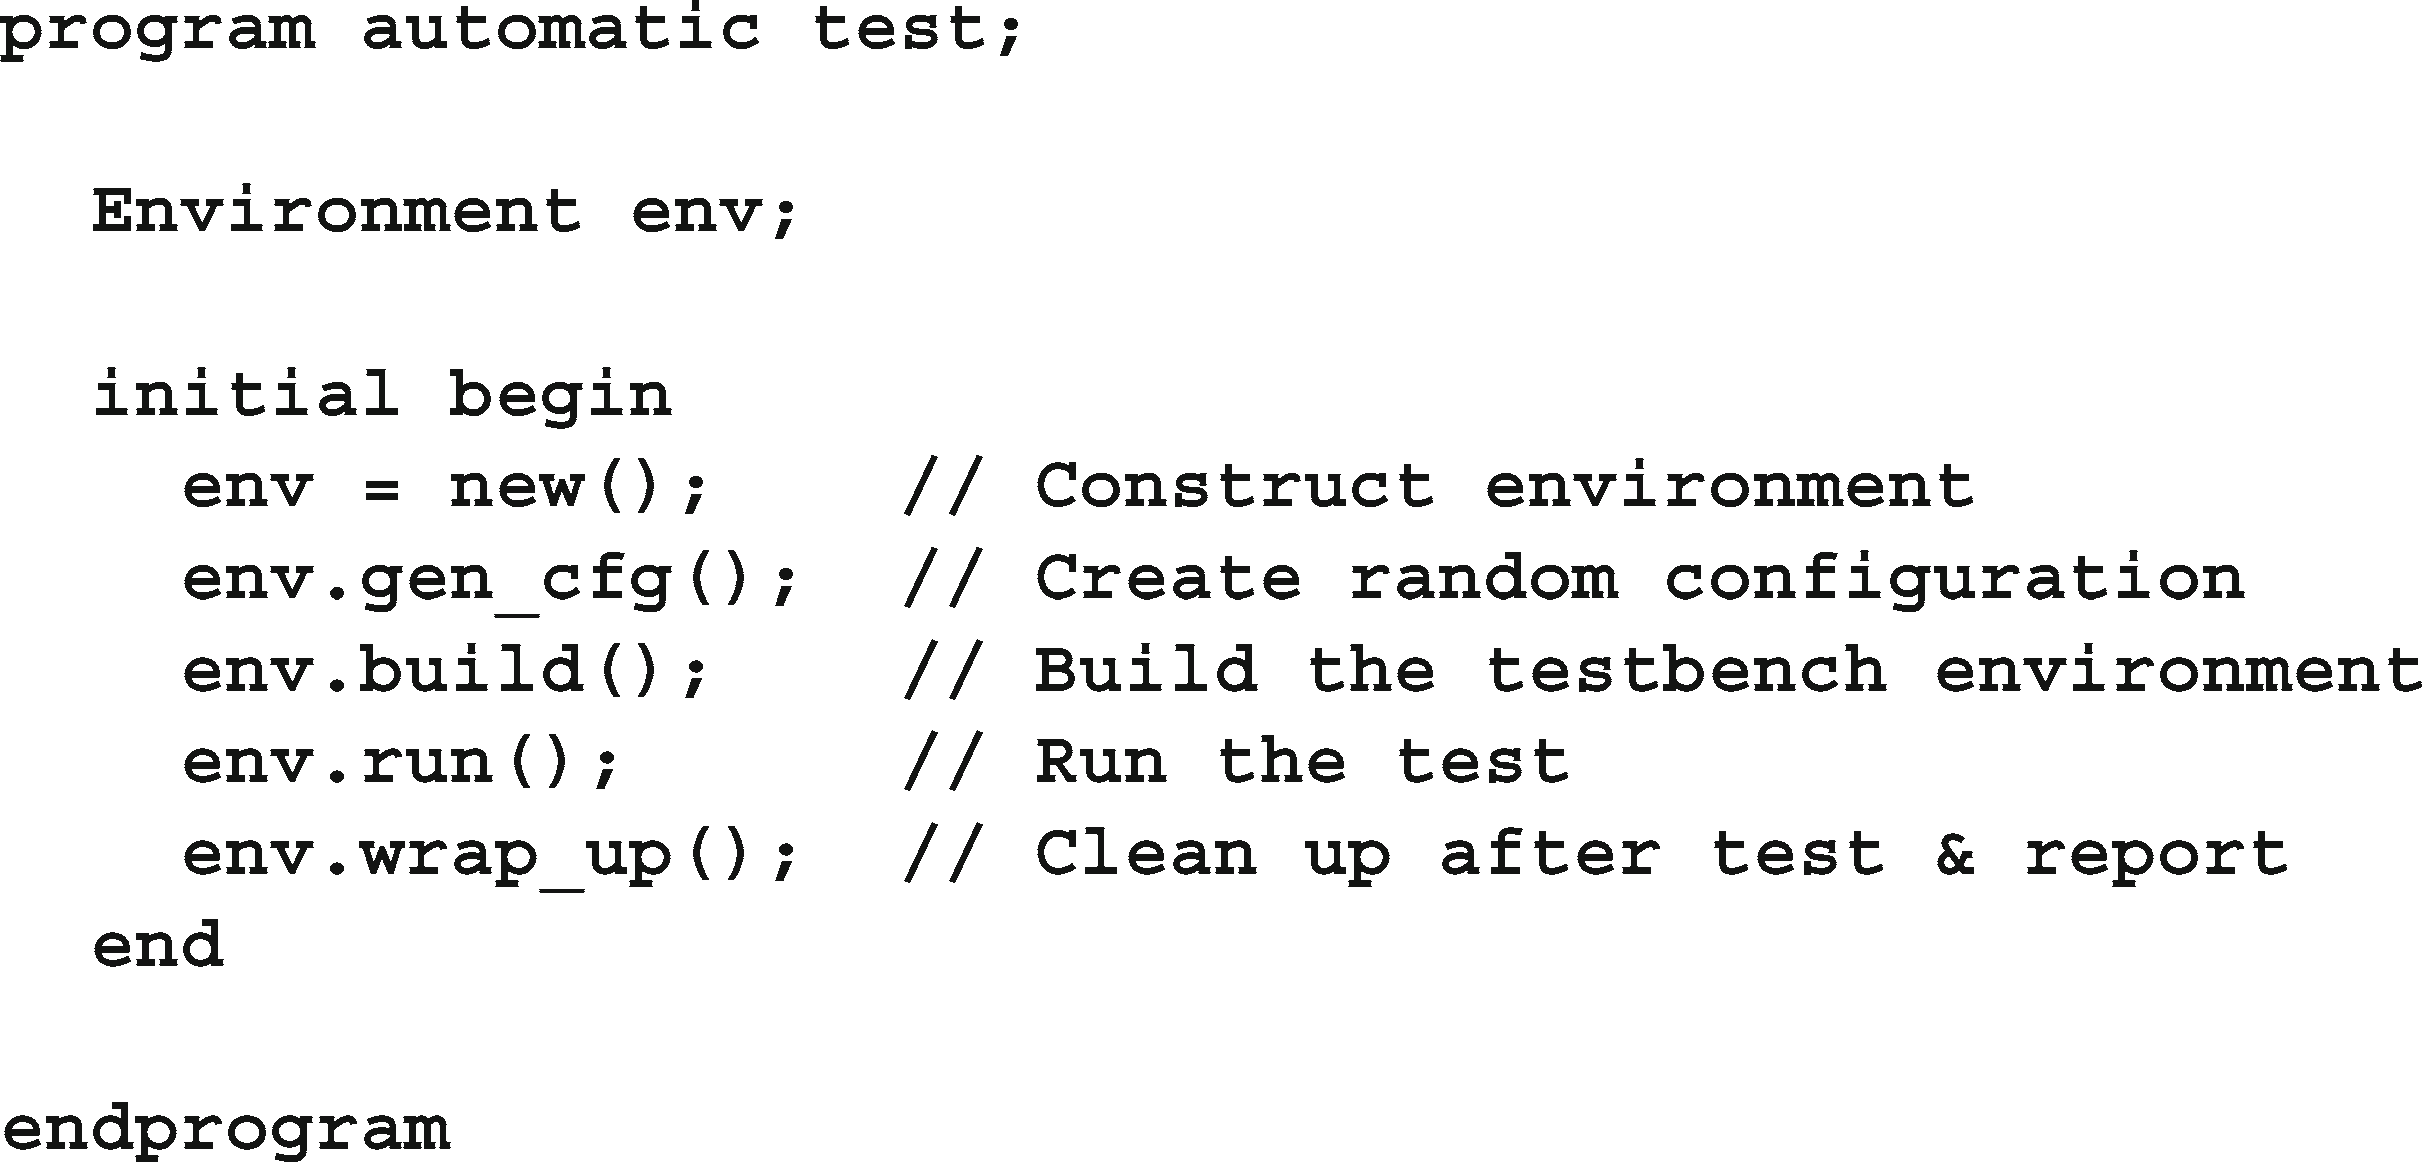 program automatic test;
Environment env;
initial begin
env = new();     // Construct environment
env.gen_cfg();   // Create random configuration
env.build();     // Build the testbench environment
env.run();       // Run the test
env.wrap_up();   // Clean up after test & report
end
endprogram